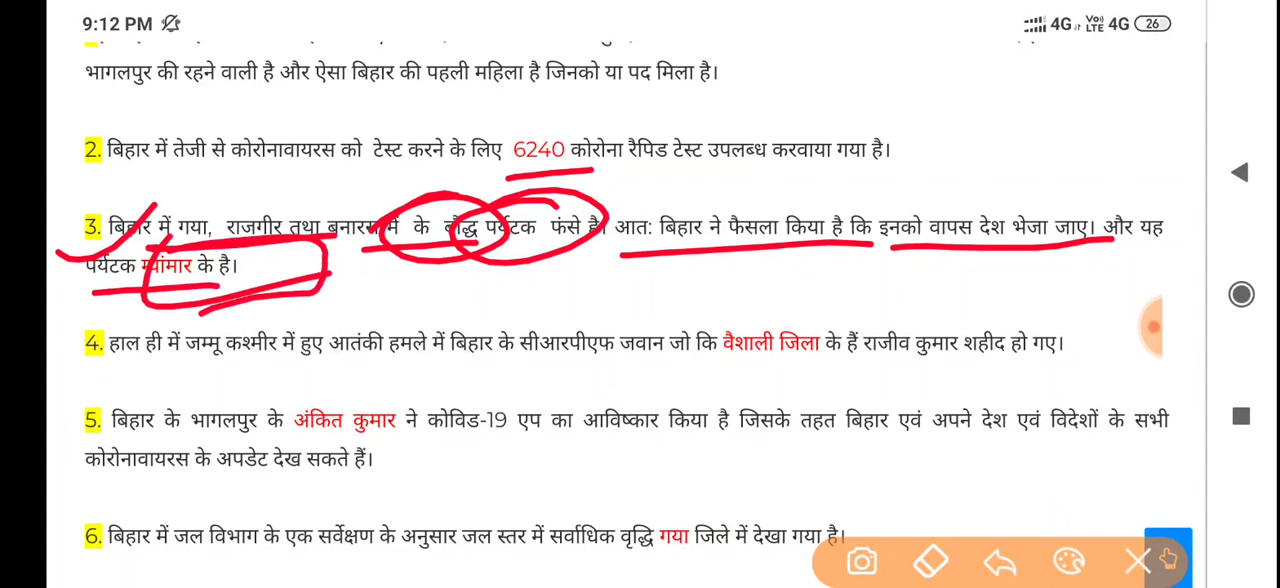 9:12 PM 4G VoLTE 4G 26
भागलपुर की रहने वाली है और ऐसा बिहार की पहली महिला है जिनको या पद मिला है।
2. बिहार में तेजी से कोरोनावायरस को टेस्ट करने के लिए 6240 कोरोना रैपिड टेस्ट उपलब्ध करवाया गया है।
3. बिहार में गया, राजगीर तथा बनारस में के बौद्ध पर्यटक फंसे है। आत: बिहार ने फैसला किया है कि इनको वापस देश भेजा जाए। और यह
पर्यटक म्यांमार के है।
4. हाल ही में जम्मू कश्मीर में हुए आतंकी हमले में बिहार के सीआरपीएफ जवान जो कि वैशाली जिला के हैं राजीव कुमार शहीद हो गए।
5. बिहार के भागलपुर के अंकित कुमार ने कोविड-19 एप का आविष्कार किया है जिसके तहत बिहार एवं अपने देश एवं विदेशों के सभी
कोरोनावायरस के अपडेट देख सकते हैं।
6. बिहार में जल विभाग के एक सर्वेक्षण के अनुसार जल स्तर में सर्वाधिक वृद्धि गया जिले में देखा गया है।